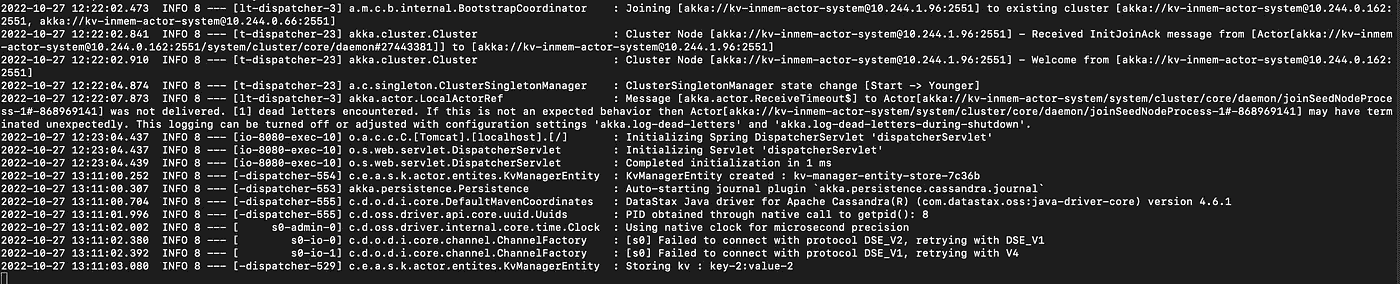 2022-10-27 12:22:02.473  INFO 8 --- [lt-dispatcher-3] a.m.c.b.internal.BootstrapCoordinator    : Joining [akka://kv-inmem-actor-system@10.244.1.96:2551] to existing cluster [akka://kv-inmem-actor-system@10.244.0.162:
2551, akka://kv-inmem-actor-system@10.244.0.66:2551]
2022-10-27 12:22:02.841  INFO 8 --- [t-dispatcher-23] akka.cluster.Cluster                     : Cluster Node [akka://kv-inmem-actor-system@10.244.1.96:2551] - Received InitJoinAck message from [Actor[akka://kv-inmem
-actor-system@10.244.0.162:2551/system/cluster/core/daemon#27443381]] to [akka://kv-inmem-actor-system@10.244.1.96:2551]
2022-10-27 12:22:02.910  INFO 8 --- [t-dispatcher-23] akka.cluster.Cluster                     : Cluster Node [akka://kv-inmem-actor-system@10.244.1.96:2551] - Welcome from [akka://kv-inmem-actor-system@10.244.0.162:
2551]
2022-10-27 12:22:04.874  INFO 8 --- [t-dispatcher-23] a.c.singleton.ClusterSingletonManager    : ClusterSingletonManager state change [Start -> Younger]
2022-10-27 12:22:07.873  INFO 8 --- [lt-dispatcher-3] akka.actor.LocalActorRef                 : Message [akka.actor.ReceiveTimeout$] to Actor[akka://kv-inmem-actor-system/system/cluster/core/daemon/joinSeedNodeProce
ss-1#-868969141] was not delivered. [1] dead letters encountered. If this is not an expected behavior then Actor[akka://kv-inmem-actor-system/system/cluster/core/daemon/joinSeedNodeProcess-1#-868969141] may have term
inated unexpectedly. This logging can be turned off or adjusted with configuration settings 'akka.log-dead-letters' and 'akka.log-dead-letters-during-shutdown'.
2022-10-27 12:23:04.437  INFO 8 --- [io-8080-exec-10] o.a.c.c.C.[Tomcat].[localhost].[/]       : Initializing Spring DispatcherServlet 'dispatcherServlet'
2022-10-27 12:23:04.437  INFO 8 --- [io-8080-exec-10] o.s.web.servlet.DispatcherServlet        : Initializing Servlet 'dispatcherServlet'
2022-10-27 12:23:04.439  INFO 8 --- [io-8080-exec-10] o.s.web.servlet.DispatcherServlet        : Completed initialization in 1 ms
2022-10-27 13:11:00.252  INFO 8 --- [-dispatcher-554] c.e.a.s.k.actor.entites.KvManagerEntity  : KvManagerEntity created : kv-manager-entity-store-7c36b
2022-10-27 13:11:00.307  INFO 8 --- [-dispatcher-553] akka.persistence.Persistence             : Auto-starting journal plugin `akka.persistence.cassandra.journal`
2022-10-27 13:11:00.704  INFO 8 --- [-dispatcher-555] c.d.o.d.i.core.DefaultMavenCoordinates   : DataStax Java driver for Apache Cassandra(R) (com.datastax.oss:java-driver-core) version 4.6.1
2022-10-27 13:11:01.996  INFO 8 --- [-dispatcher-555] c.d.oss.driver.api.core.uuid.Uuids       : PID obtained through native call to getpid(): 8
2022-10-27 13:11:02.002  INFO 8 --- [     s0-admin-0] c.d.oss.driver.internal.core.time.Clock  : Using native clock for microsecond precision
2022-10-27 13:11:02.380  INFO 8 --- [        s0-io-0] c.d.o.d.i.core.channel.ChannelFactory    : [s0] Failed to connect with protocol DSE_V2, retrying with DSE_V1
2022-10-27 13:11:02.392  INFO 8 --- [        s0-io-1] c.d.o.d.i.core.channel.ChannelFactory    : [s0] Failed to connect with protocol DSE_V1, retrying with V4
2022-10-27 13:11:03.080  INFO 8 --- [-dispatcher-529] c.e.a.s.k.actor.entites.KvManagerEntity  : Storing kv : key-2:value-2